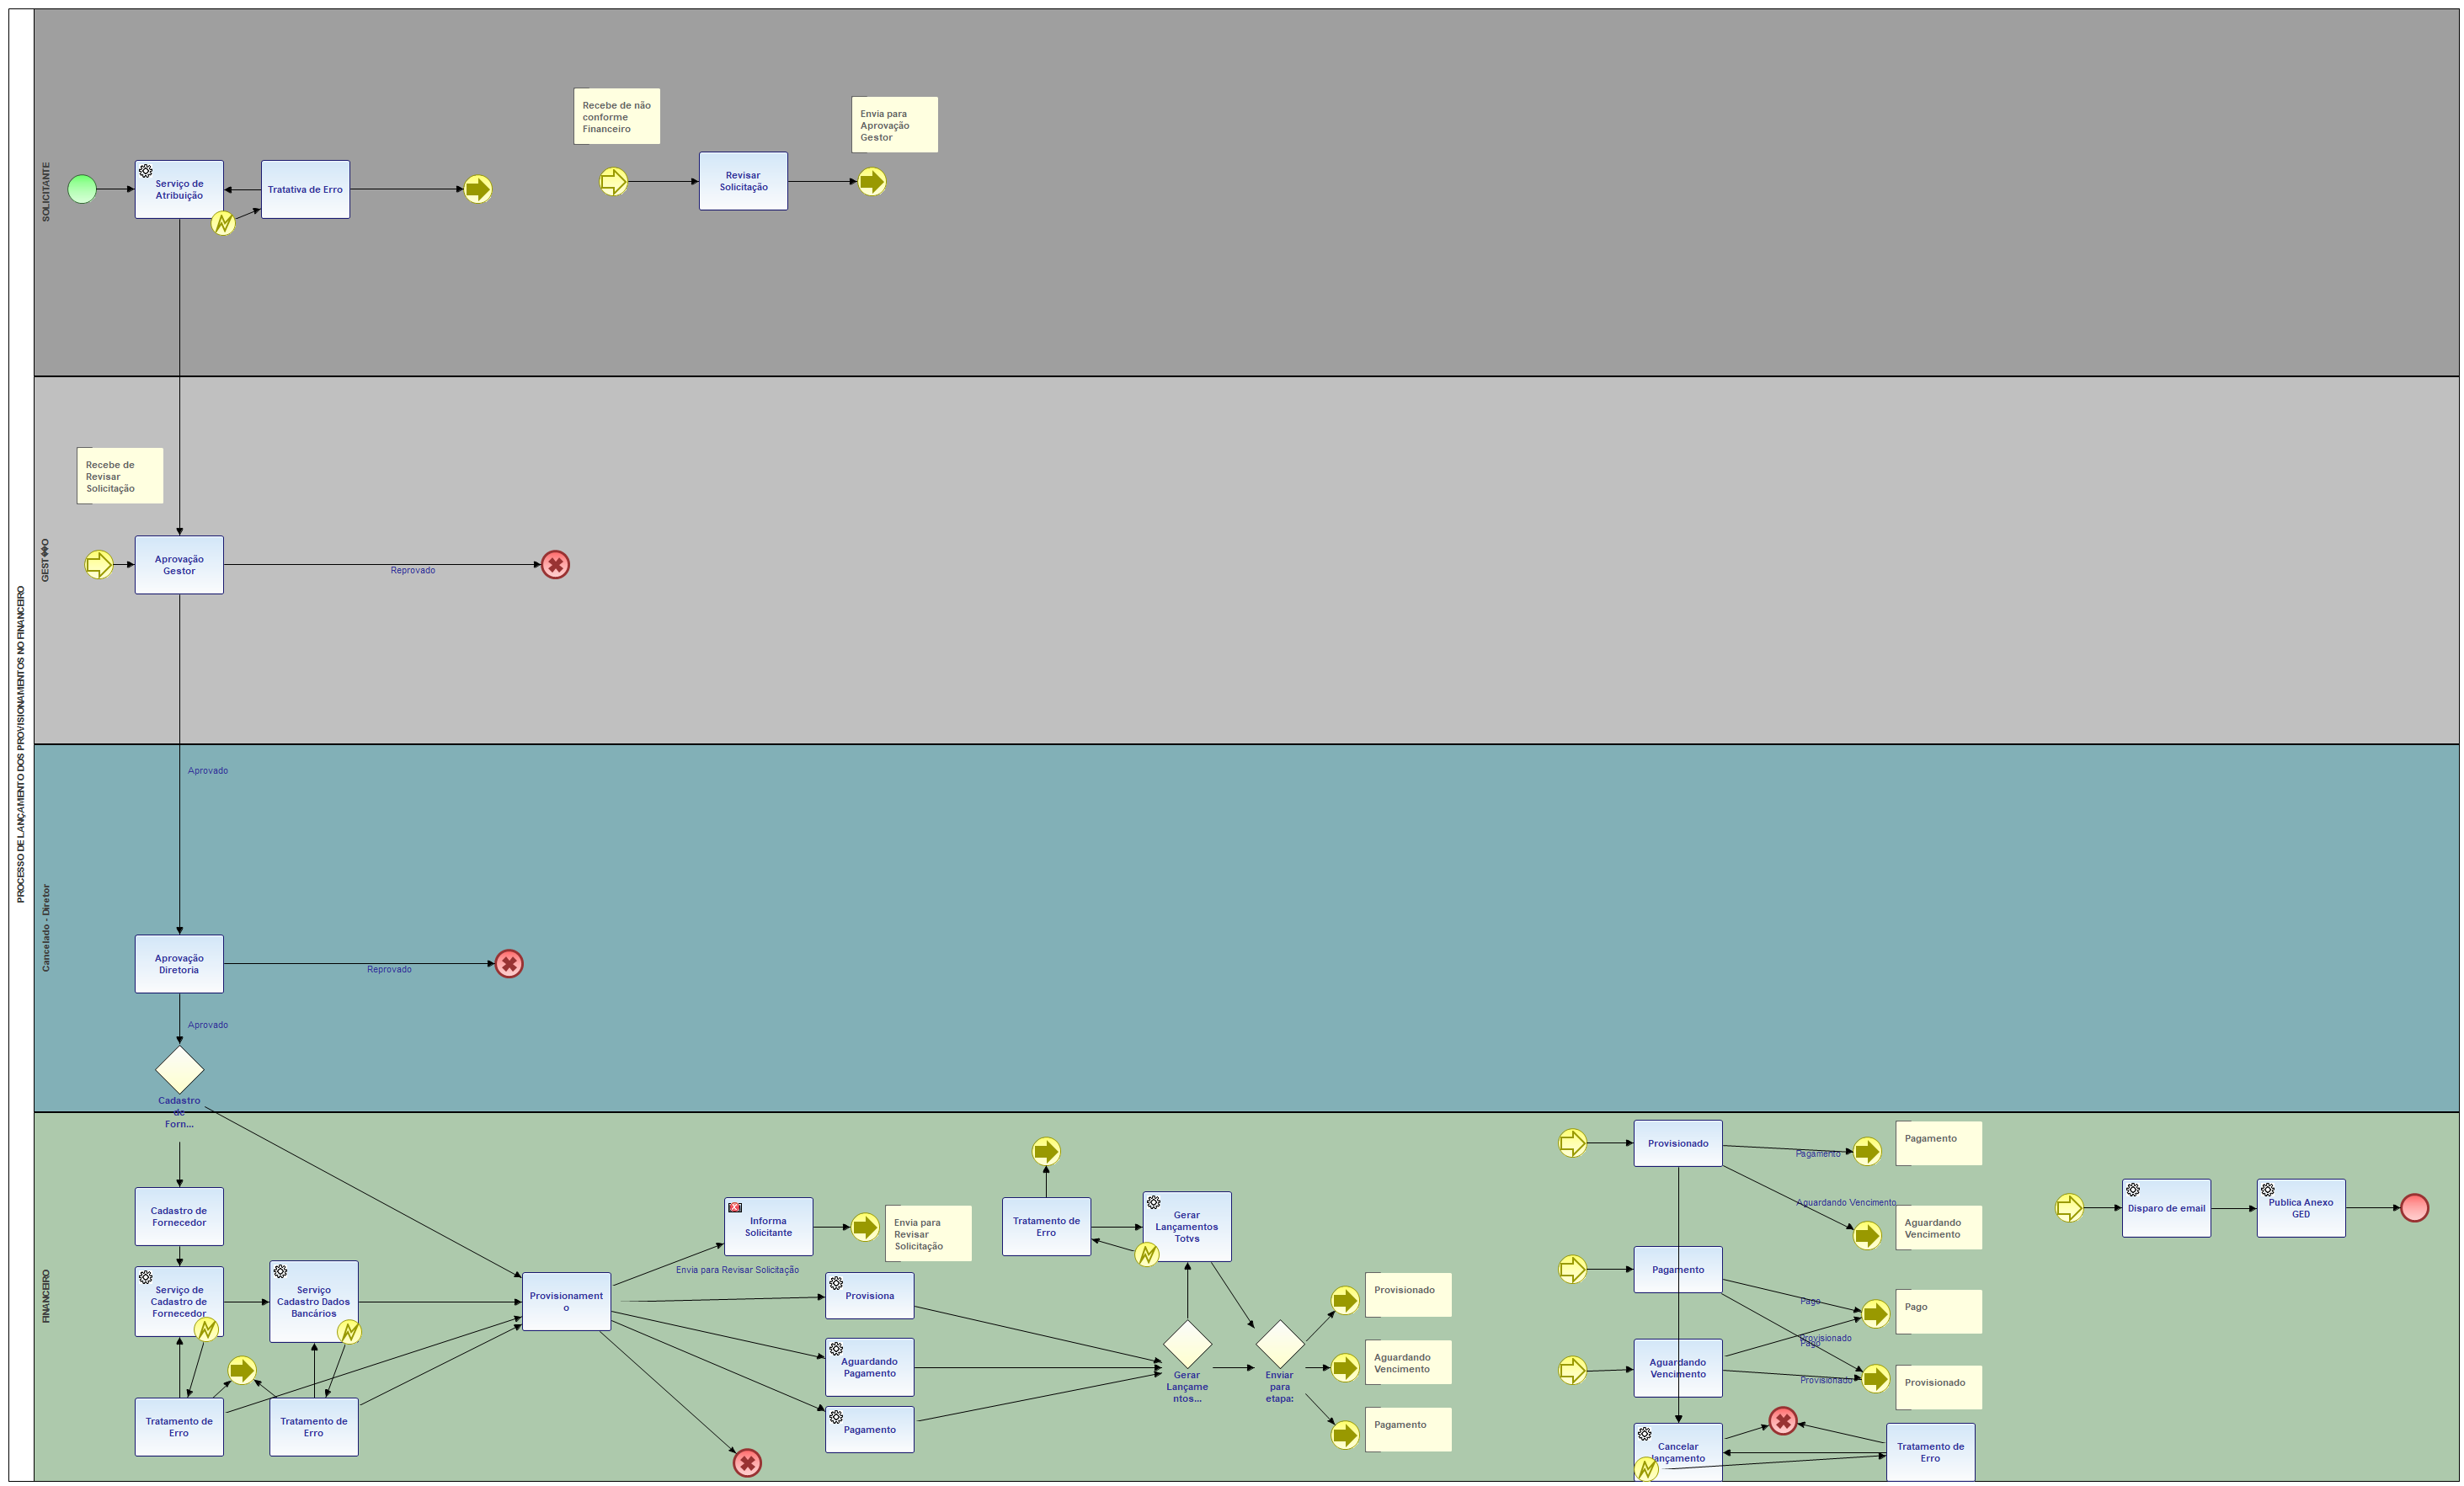 PROCESSO DE LANÇAMENTO DOS PROVISIONAMENTOS NO FINANCEIRO
SOLICITANTE
Serviço de
Atribuição
Tratativa de Erro
Recebe de não
conforme
Financeiro
Revisar
Solicitação
Envia para
Aprovação
Gestor
GEST��O
Recebe de
Revisar
Solicitação
Aprovação
Gestor
Reprovado
Cancelado - Diretor
Aprovado
Aprovação
Diretoria
Reprovado
Aprovado
Cadastro
de
Forn...
FINANCEIRO
Cadastro de
Fornecedor
Serviço de
Cadastro de
Fornecedor
Serviço
Cadastro Dados
Bancários
Tratamento de
Erro
Tratamento de
Erro
Provisionament
o
Informa
Solicitante
Envia para
Revisar
Solicitação
Envia para Revisar Solicitação
Provisiona
Aguardando
Pagamento
Pagamento
Tratamento de
Erro
Gerar
Lançamentos
Totvs
Gerar
Lançame
ntos...
Enviar
para
etapa:
Provisionado
Aguardando
Vencimento
Pagamento
Provisionado
Pagamento
Pagamento
Aguardando Vencimento
Aguardando
Vencimento
Pagamento
Pago
Pago
Provisionado
Pago
Aguardando
Vencimento
Provisionado
Provisionado
Cancelar
lançamento
Tratamento de
Erro
Disparo de email
Publica Anexo
GED